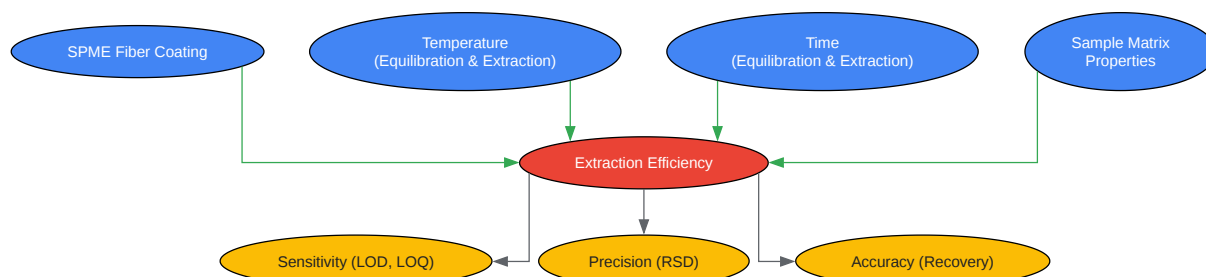 SPME Fiber Coating
Temperature
(Equilibration & Extraction)
Time
(Equilibration & Extraction)
Sample Matrix
Properties
Extraction Efficiency
Sensitivity (LOD, LOQ)
Precision (RSD)
Accuracy (Recovery)